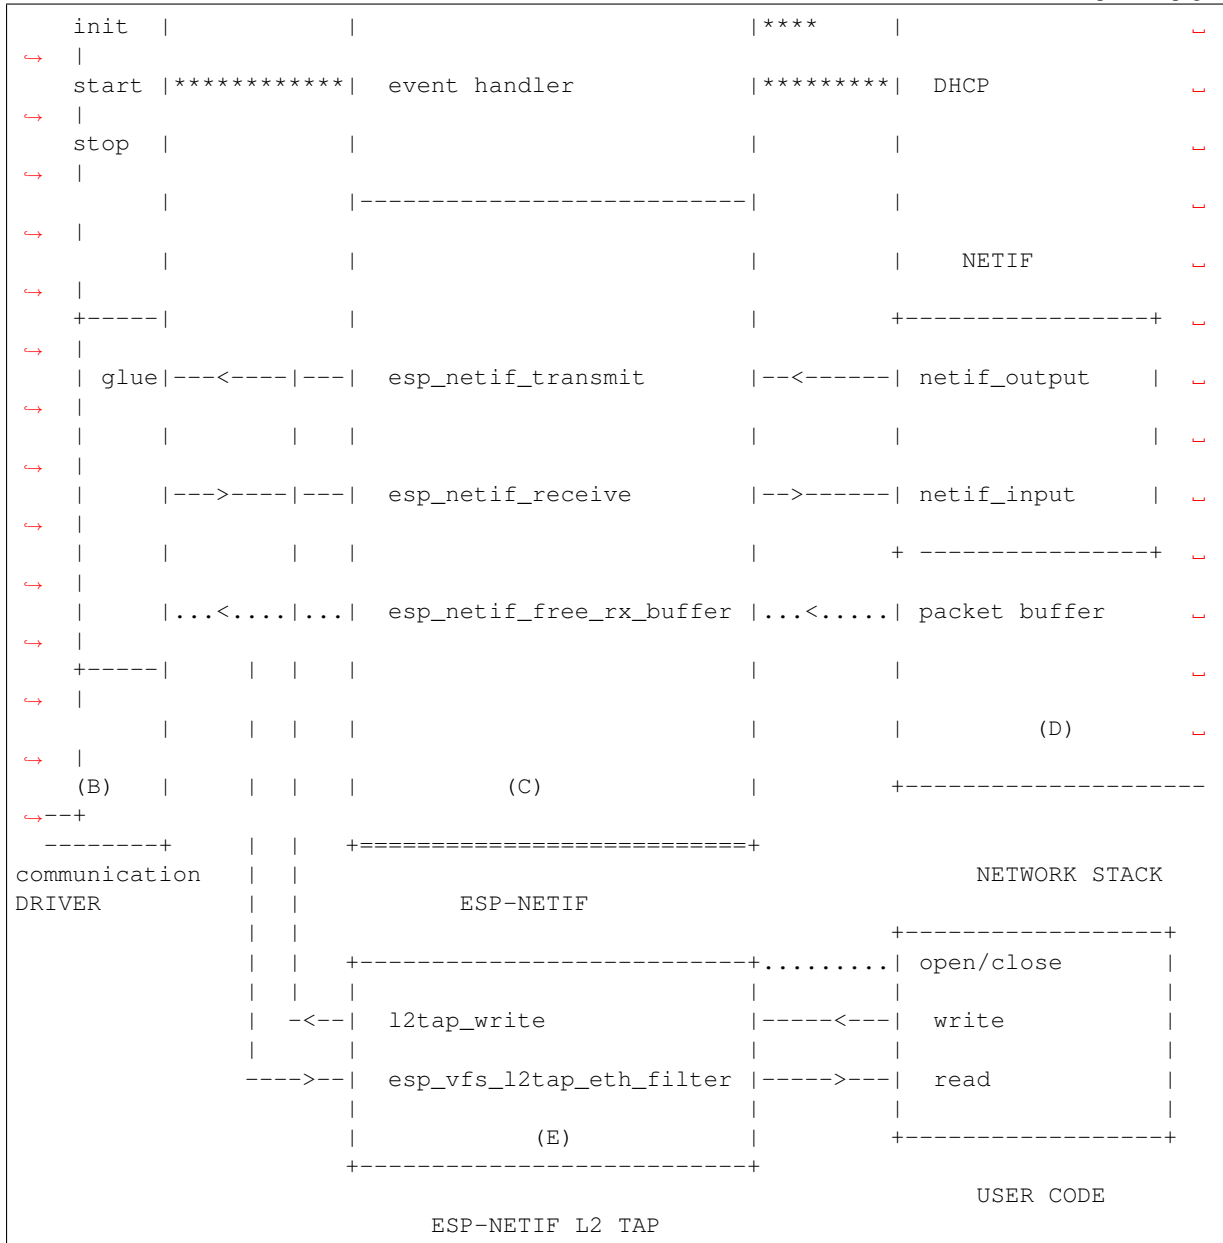 init  |            |                           |****     |                    ␣
↪  |
    start |************|  event handler            |*********|  DHCP              ␣
↪  |
    stop  |            |                           |         |                    ␣
↪  |
          |            |---------------------------|         |                    ␣
↪  |
          |            |                           |         |    NETIF           ␣
↪  |
    +-----|            |                           |         +-----------------+  ␣
↪  |
    | glue|---<----|---|  esp_netif_transmit       |--<------| netif_output    |  ␣
↪  |
    |     |        |   |                           |         |                 |  ␣
↪  |
    |     |--->----|---|  esp_netif_receive        |-->------| netif_input     |  ␣
↪  |
    |     |        |   |                           |         + ----------------+  ␣
↪  |
    |     |...<....|...|  esp_netif_free_rx_buffer |...<.....| packet buffer      ␣
↪  |
    +-----|     |  |   |                           |         |                    ␣
↪  |
          |     |  |   |                           |         |         (D)        ␣
↪  |
    (B)   |     |  |   |          (C)              |         +---------------------
↪--+
  --------+     |  |   +===========================+
communication   |  |                                               NETWORK STACK
DRIVER          |  |           ESP-NETIF
                |  |                                         +------------------+
                |  |   +---------------------------+.........| open/close       |
                |  |   |                           |         |                  |
                |  -<--|  l2tap_write              |-----<---|  write           |
                |      |                           |         |                  |
                ---->--|  esp_vfs_l2tap_eth_filter |----->---|  read            |
                       |                           |         |                  |
                       |            (E)            |         +------------------+
                       +---------------------------+
                                                                   USER CODE
                             ESP-NETIF L2 TAP